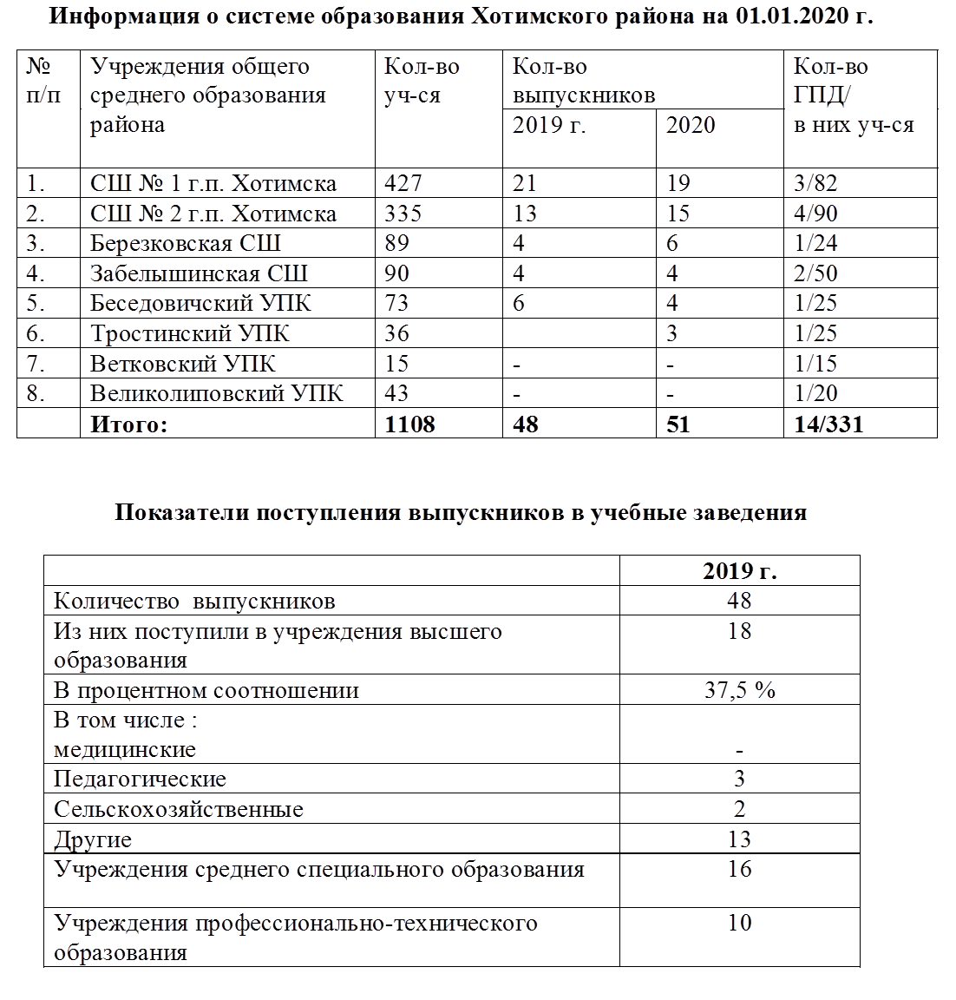 Информация о системе образования Хотимского района на 01.01.2020 г.
№ п/п Учреждения общего среднего образования района Кол-во уч-ся Кол-во выпускников Кол-во ГПД/ в них уч-ся
2019 г. 2020
1. СШ № 1 г.п. Хотимска 427 21 19 3/82
2. СШ № 2 г.п. Хотимска 335 13 15 4/90
3. Березковская СШ 89 4 6 1/24
4. Забелышинская СШ 90 4 4 2/50
5. Беседовичский УПК 73 6 4 1/25
6. Тростинский УПК 36 3 1/25
7. Ветковский УПК 15 - - 1/15
8. Великолиповский УПК 43 - - 1/20
Итого: 1108 48 51 14/331
Показатели поступления выпускников в учебные заведения
2019 г.
Количество выпускников 48
Из них поступили в учреждения высшего 18
образования
В процентном соотношении 37,5 %
В том числе :
медицинские -
Педагогические 3
Сельскохозяйственные 2
Другие 13
Учреждения среднего специального образования 16
Учреждения профессионально-технического 10
образования